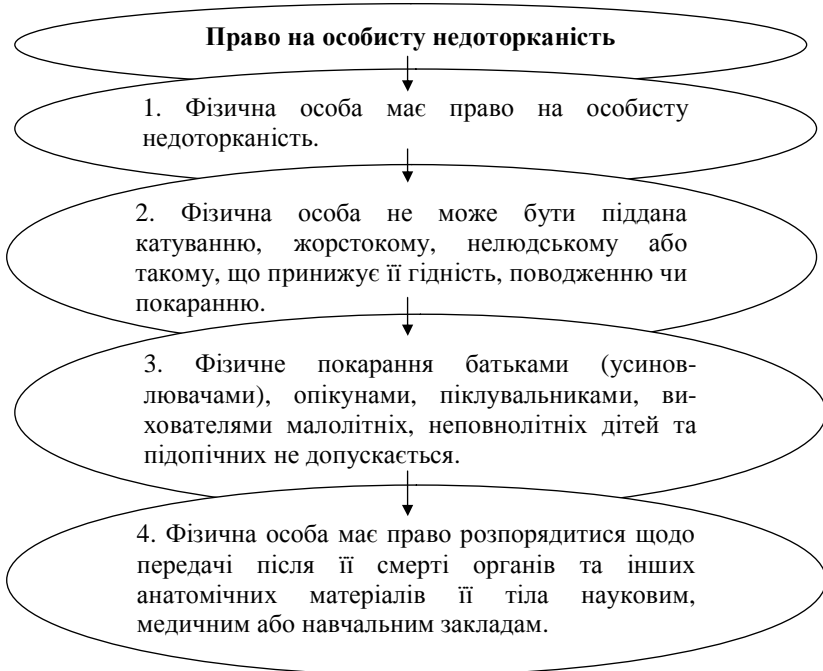 Право на особисту недоторканість
1. Фізична особа має право на особисту
недоторканість.
2. Фізична особа не може бути піддана
катуванню, жорстокому, нелюдському або
такому, що принижує її гідність, поводженню чи
покаранню.
3. Фізичне покарання батьками (усинов-
лювачами), опікунами, піклувальниками, ви-
хователями малолітніх, неповнолітніх дітей та
підопічних не допускається.
4. Фізична особа має право розпорядитися щодо
передачі після її смерті органів та інших
анатомічних матеріалів її тіла науковим,
медичним або навчальним закладам.